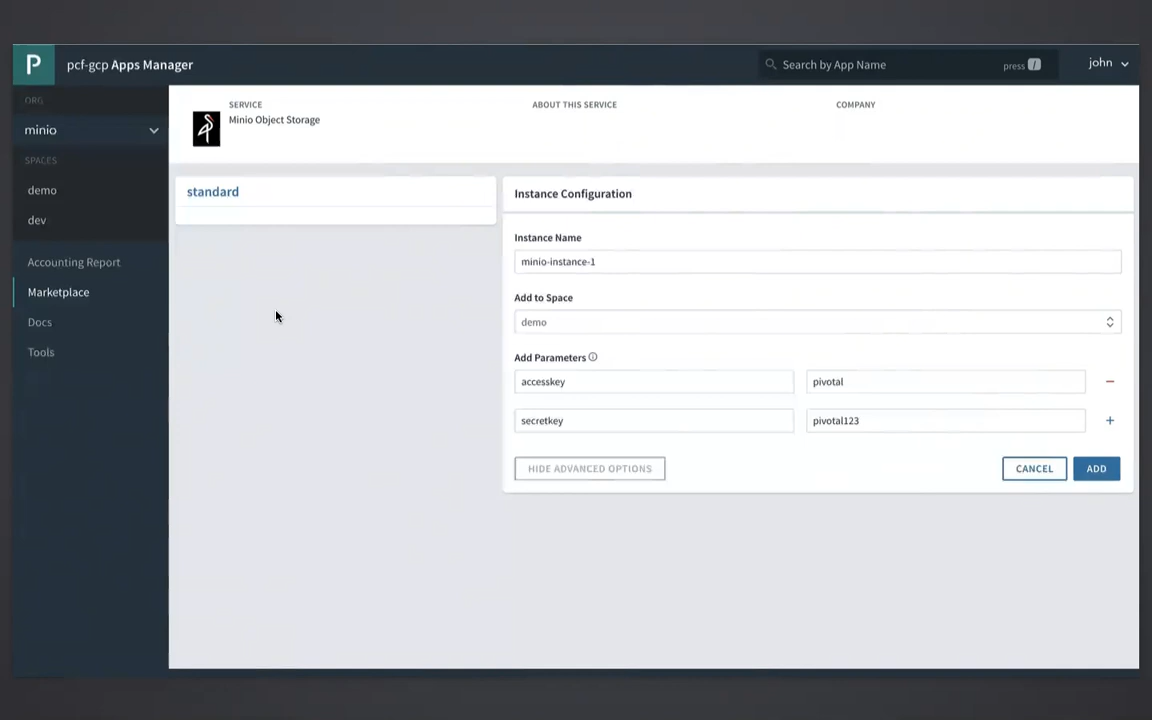 P
pcf-gcp Apps Manager
Search by App Name
press /
john
ORG
minio
SPACES
demo
dev
Accounting Report
Marketplace
Docs
Tools
SERVICE
Minio Object Storage
ABOUT THIS SERVICE
COMPANY
standard
Instance Configuration
Instance Name
minio-instance-1
Add to Space
demo
Add Parameters
accesskey
pivotal
secretkey
pivotal123
HIDE ADVANCED OPTIONS
CANCEL
ADD